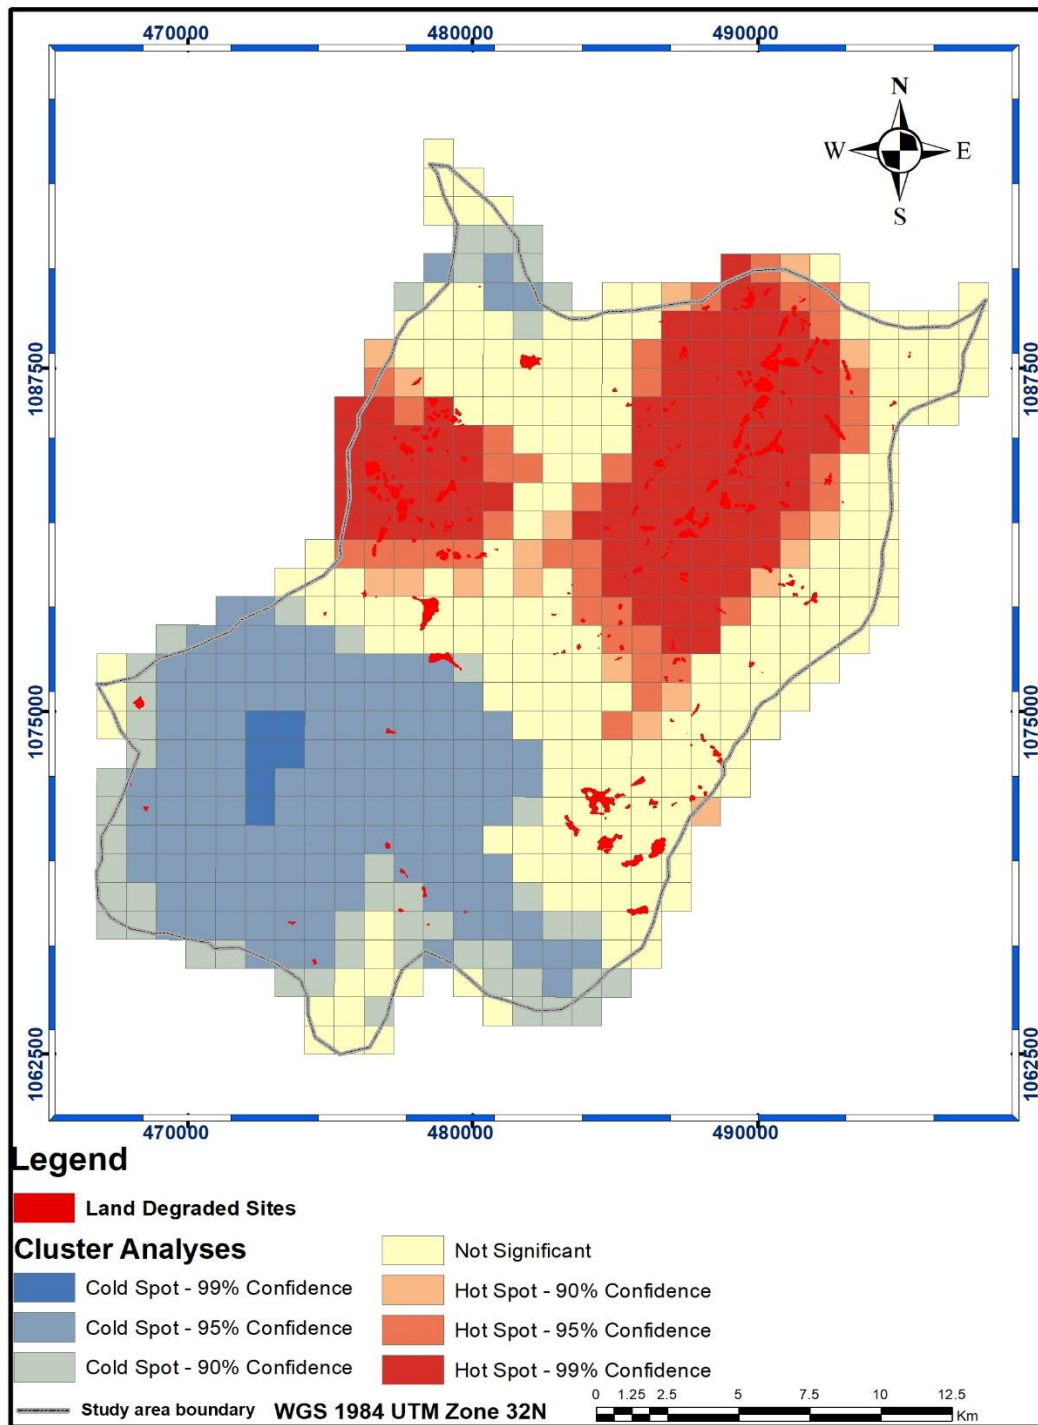 470000 480000 490000
N
W E
S
1087500 1087500
1075000 1075000
1062500 1062500
470000 480000 490000
Legend
Land Degraded Sites
Cluster Analyses
Cold Spot - 99% Confidence
Cold Spot - 95% Confidence
Cold Spot - 90% Confidence
Not Significant
Hot Spot - 90% Confidence
Hot Spot - 95% Confidence
Hot Spot - 99% Confidence
Study area boundary WGS 1984 UTM Zone 32N
0 1.25 2.5 5 7.5 10 12.5
Km